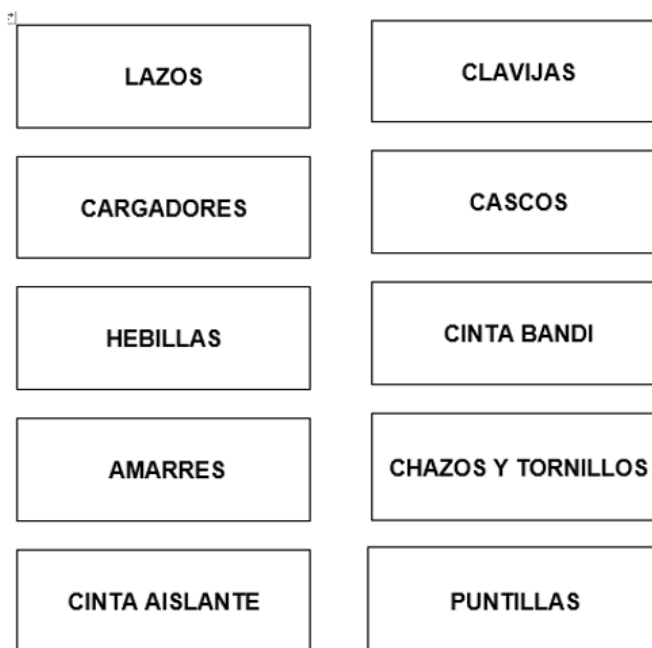 LAZOS
CLAVIJAS
CARGADORES
CASCOS
HEBILLAS
CINTA BANDI
AMARRES
CHAZOS Y TORNILLOS
CINTA AISLANTE
PUNTILLAS